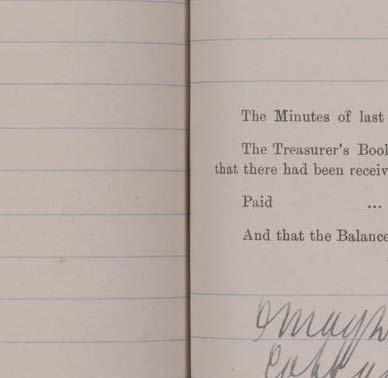 The Minutes of last
The Treasurer's Book
that there had been receiv
Paid ...
And that the Balance